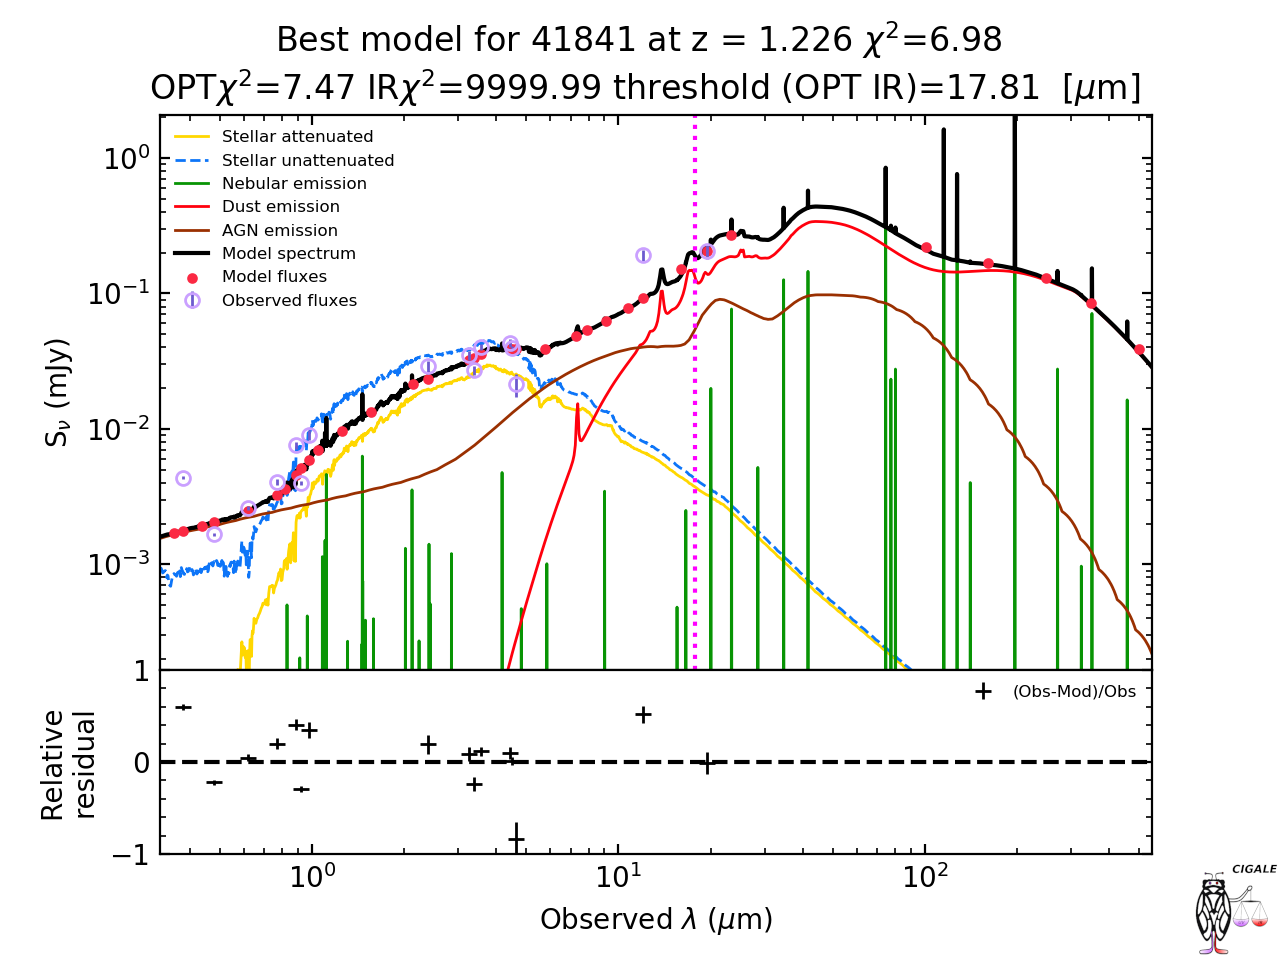 Best model for 41841 at z = 1.226 χ²=6.98
OPTχ²=7.47 IRχ²=9999.99 threshold (OPT IR)=17.81 [μm]
Stellar attenuated
Stellar unattenuated
Nebular emission
Dust emission
AGN emission
Model spectrum
Model fluxes
Observed fluxes
10⁰
10⁻¹
10⁻²
10⁻³
S_ν (mJy)
(Obs-Mod)/Obs
1
0
−1
Relative
residual
10⁰ 10¹ 10²
Observed λ (μm)
CIGALE